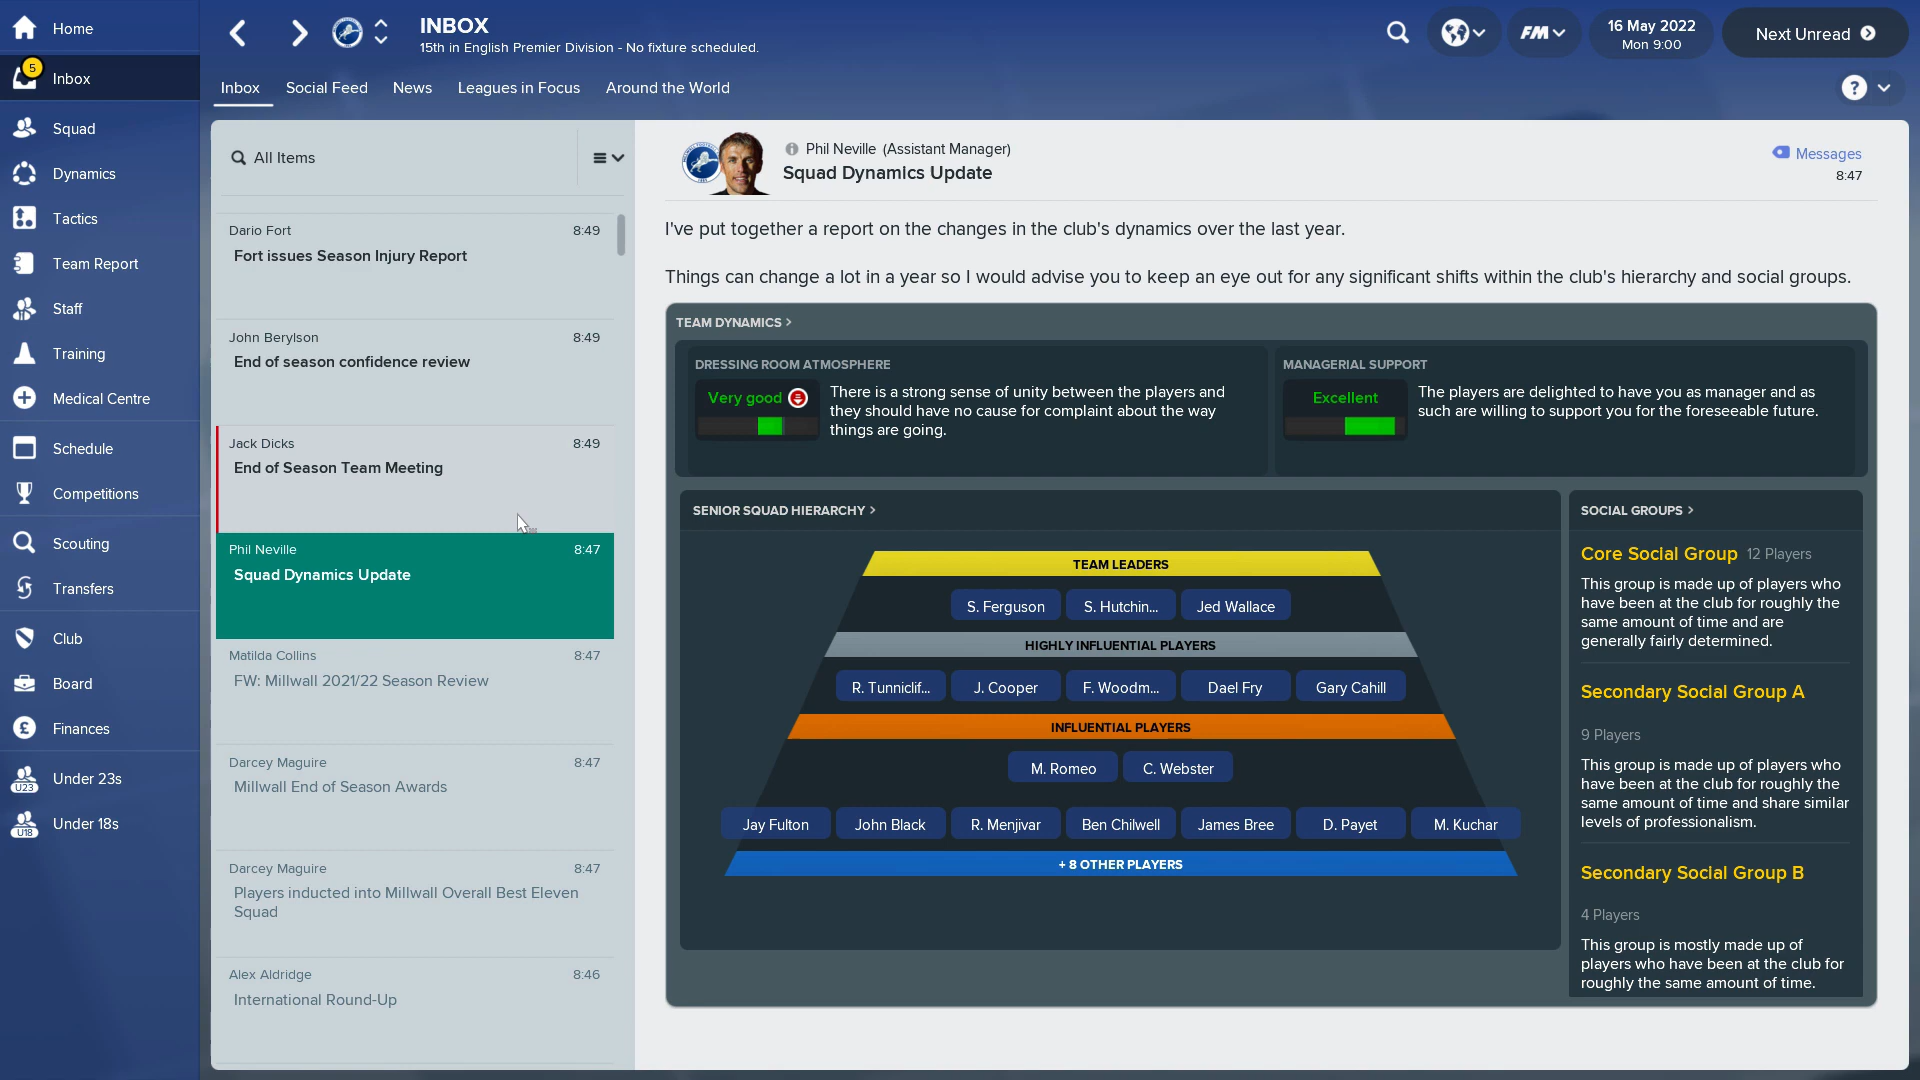 Home
5
Inbox
Squad
Dynamics
Tactics
Team Report
Staff
Training
Medical Centre
Schedule
Competitions
Scouting
Transfers
Club
Board
Finances
U23
Under 23s
U18
Under 18s
INBOX
15th in English Premier Division - No fixture scheduled.
FM
16 May 2022
Mon 9:00
Next Unread
Inbox
Social Feed
News
Leagues in Focus
Around the World
?
All Items
Dario Fort 8:49
Fort issues Season Injury Report
John Berylson 8:49
End of season confidence review
Jack Dicks 8:49
End of Season Team Meeting
Phil Neville 8:47
Squad Dynamics Update
Matilda Collins 8:47
FW: Millwall 2021/22 Season Review
Darcey Maguire 8:47
Millwall End of Season Awards
Darcey Maguire 8:47
Players inducted into Millwall Overall Best Eleven
Squad
Alex Aldridge 8:46
International Round-Up
Phil Neville (Assistant Manager)
Squad Dynamics Update
Messages
8:47
I've put together a report on the changes in the club's dynamics over the last year.
Things can change a lot in a year so I would advise you to keep an eye out for any significant shifts within the club's hierarchy and social groups.
TEAM DYNAMICS >
DRESSING ROOM ATMOSPHERE
Very good
There is a strong sense of unity between the players and
they should have no cause for complaint about the way
things are going.
MANAGERIAL SUPPORT
Excellent
The players are delighted to have you as manager and as
such are willing to support you for the foreseeable future.
SENIOR SQUAD HIERARCHY >
TEAM LEADERS
S. Ferguson
S. Hutchin...
Jed Wallace
HIGHLY INFLUENTIAL PLAYERS
R. Tunniclif...
J. Cooper
F. Woodm...
Dael Fry
Gary Cahill
INFLUENTIAL PLAYERS
M. Romeo
C. Webster
Jay Fulton
John Black
R. Menjivar
Ben Chilwell
James Bree
D. Payet
M. Kuchar
+ 8 OTHER PLAYERS
SOCIAL GROUPS >
Core Social Group 12 Players
This group is made up of players who
have been at the club for roughly the
same amount of time and are
generally fairly determined.
Secondary Social Group A
9 Players
This group is made up of players who
have been at the club for roughly the
same amount of time and share similar
levels of professionalism.
Secondary Social Group B
4 Players
This group is mostly made up of
players who have been at the club for
roughly the same amount of time.